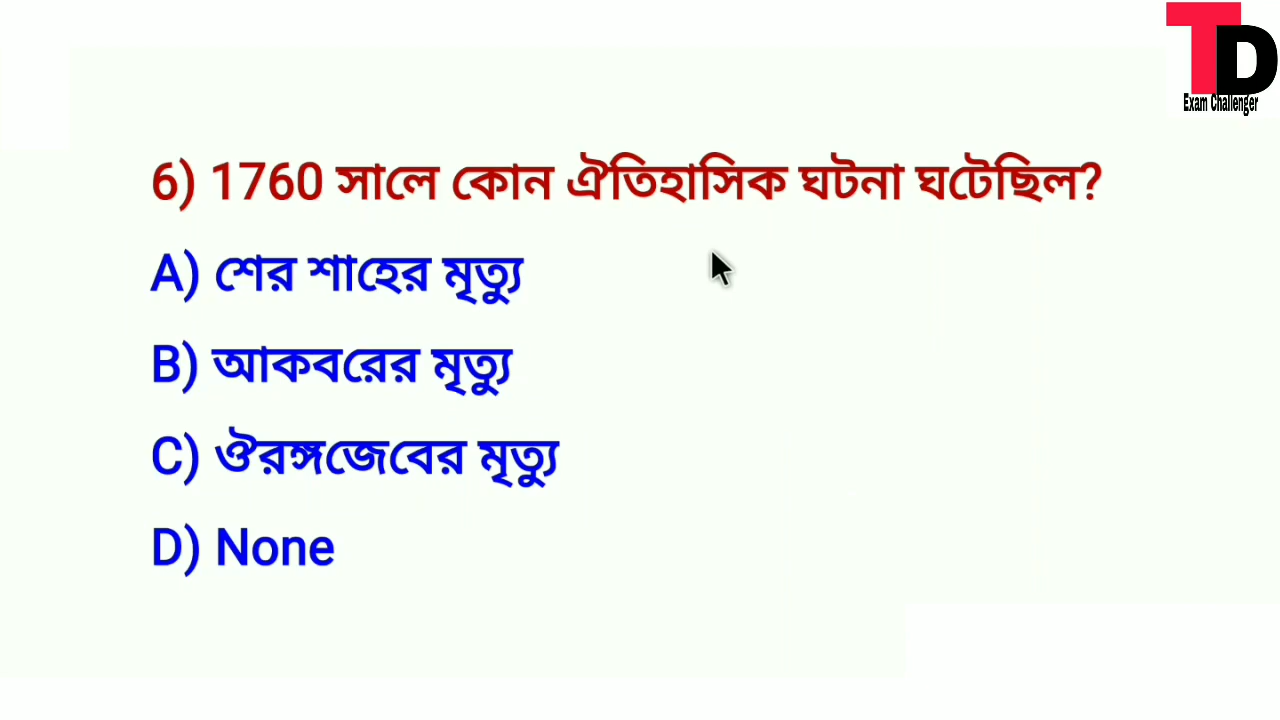 TD
Exam Challenger
6) 1760 সালে কোন ঐতিহাসিক ঘটনা ঘটেছিল?
A) শের শাহের মৃত্যু
B) আকবরের মৃত্যু
C) ঔরঙ্গজেবের মৃত্যু
D) None